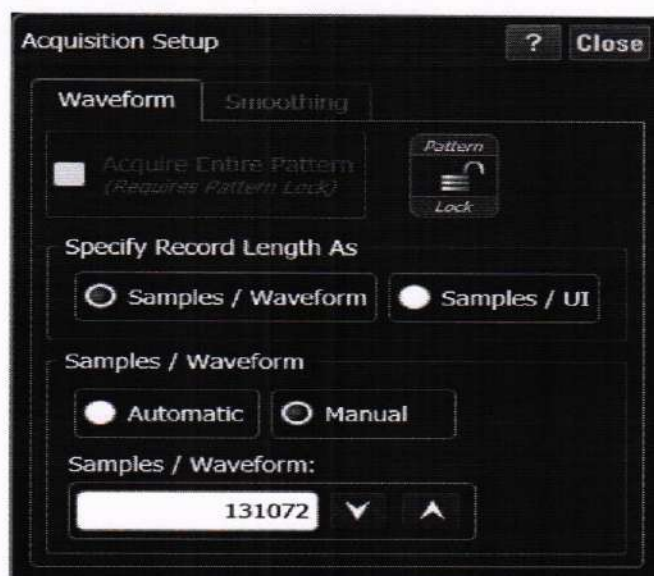 Acquisition Setup ? Close
Waveform Smoothing
Acquire Entire Pattern
(Requires Pattern Lock)
Pattern
Lock
Specify Record Length As
Samples / Waveform Samples / UI
Samples / Waveform
Automatic Manual
Samples / Waveform:
131072